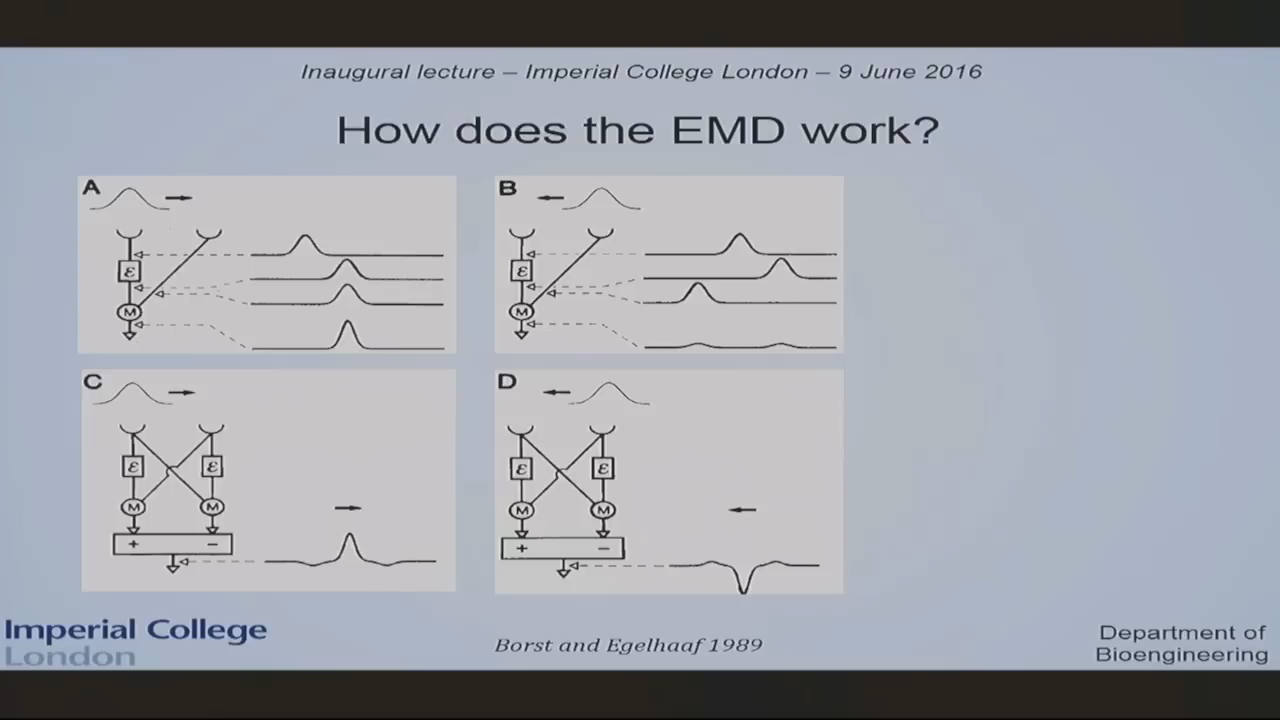 Inaugural lecture – Imperial College London – 9 June 2016
How does the EMD work?
A
ε
M
B
ε
M
C
ε ε
M M
+ −
D
ε ε
M M
+ −
Imperial College
London
Borst and Egelhaaf 1989
Department of
Bioengineering